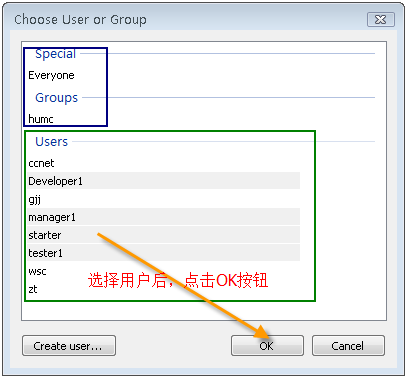 Choose User or Group
Special
Everyone
Groups
humc
Users
ccnet
Developer1
gjj
manager1
starter
tester1
wsc
zt
选择用户后，点击OK按钮
Create user...
OK
Cancel